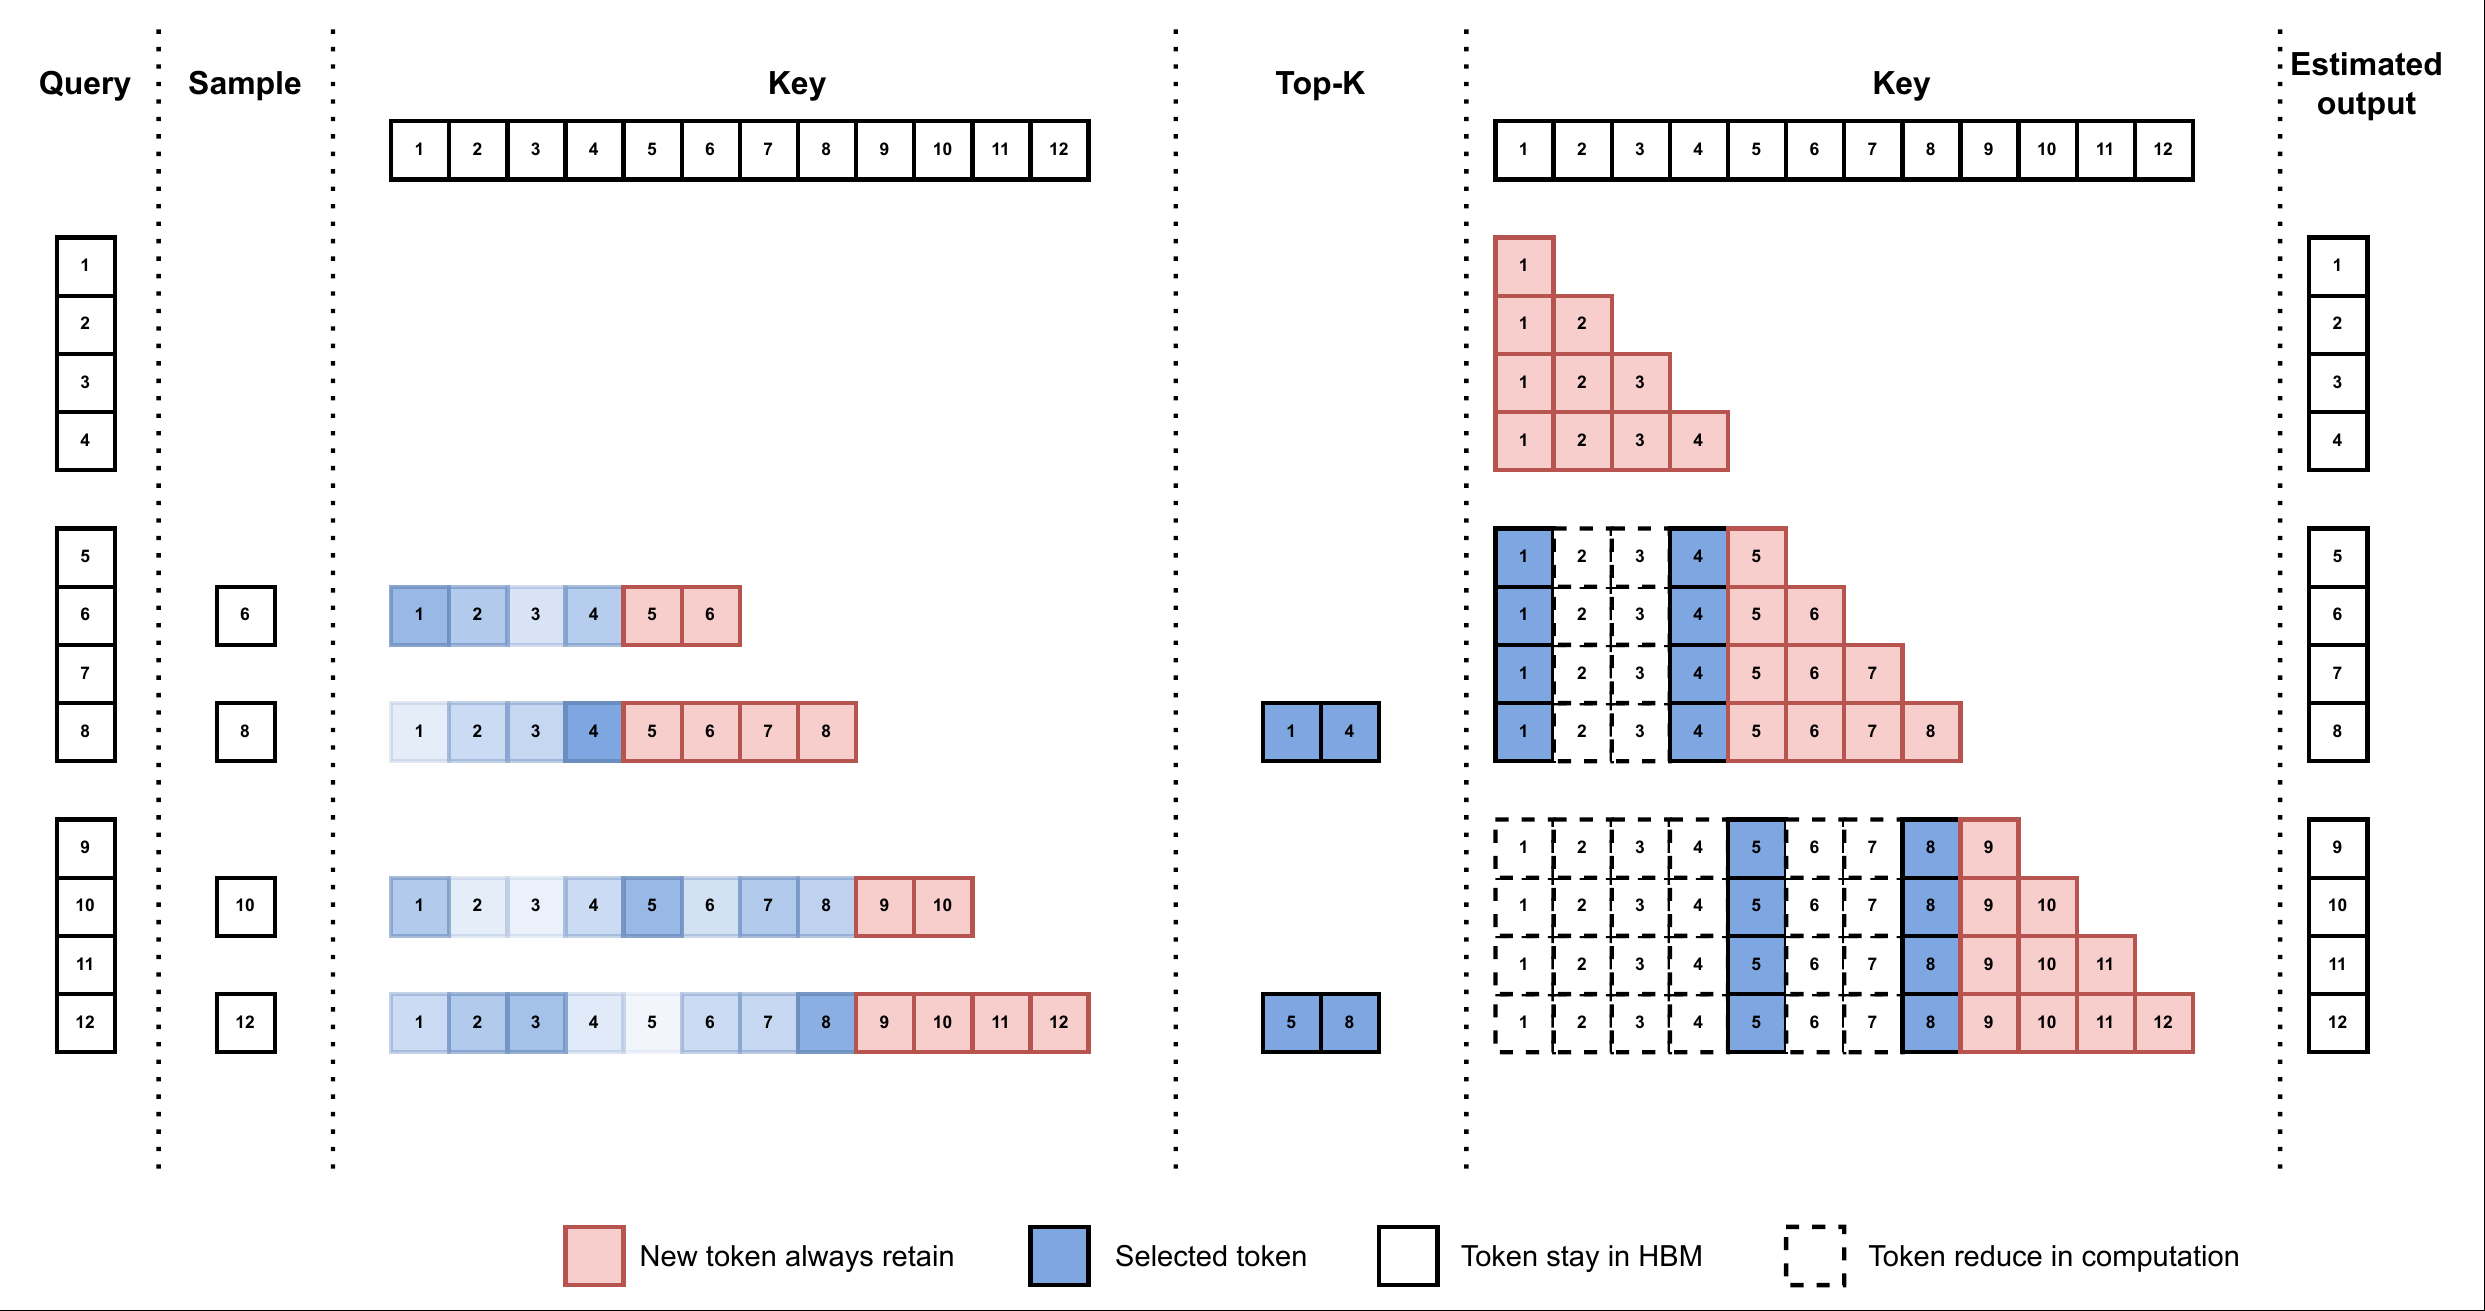 Query Sample Key Top-K Key Estimated output
1 2 3 4 5 6 7 8 9 10 11 12 1 2 3 4 5 6 7 8 9 10 11 12
1 1 1
2 1 2 2
3 1 2 3 3
4 1 2 3 4 4
5 1 2 3 4 5 5
6 6 1 2 3 4 5 6 1 2 3 4 5 6 6
7 1 2 3 4 5 6 7 7
8 8 1 2 3 4 5 6 7 8 1 4 1 2 3 4 5 6 7 8 8
9 1 2 3 4 5 6 7 8 9 9
10 10 1 2 3 4 5 6 7 8 9 10 1 2 3 4 5 6 7 8 9 10 10
11 1 2 3 4 5 6 7 8 9 10 11 11
12 12 1 2 3 4 5 6 7 8 9 10 11 12 5 8 1 2 3 4 5 6 7 8 9 10 11 12 12
New token always retain Selected token Token stay in HBM Token reduce in computation